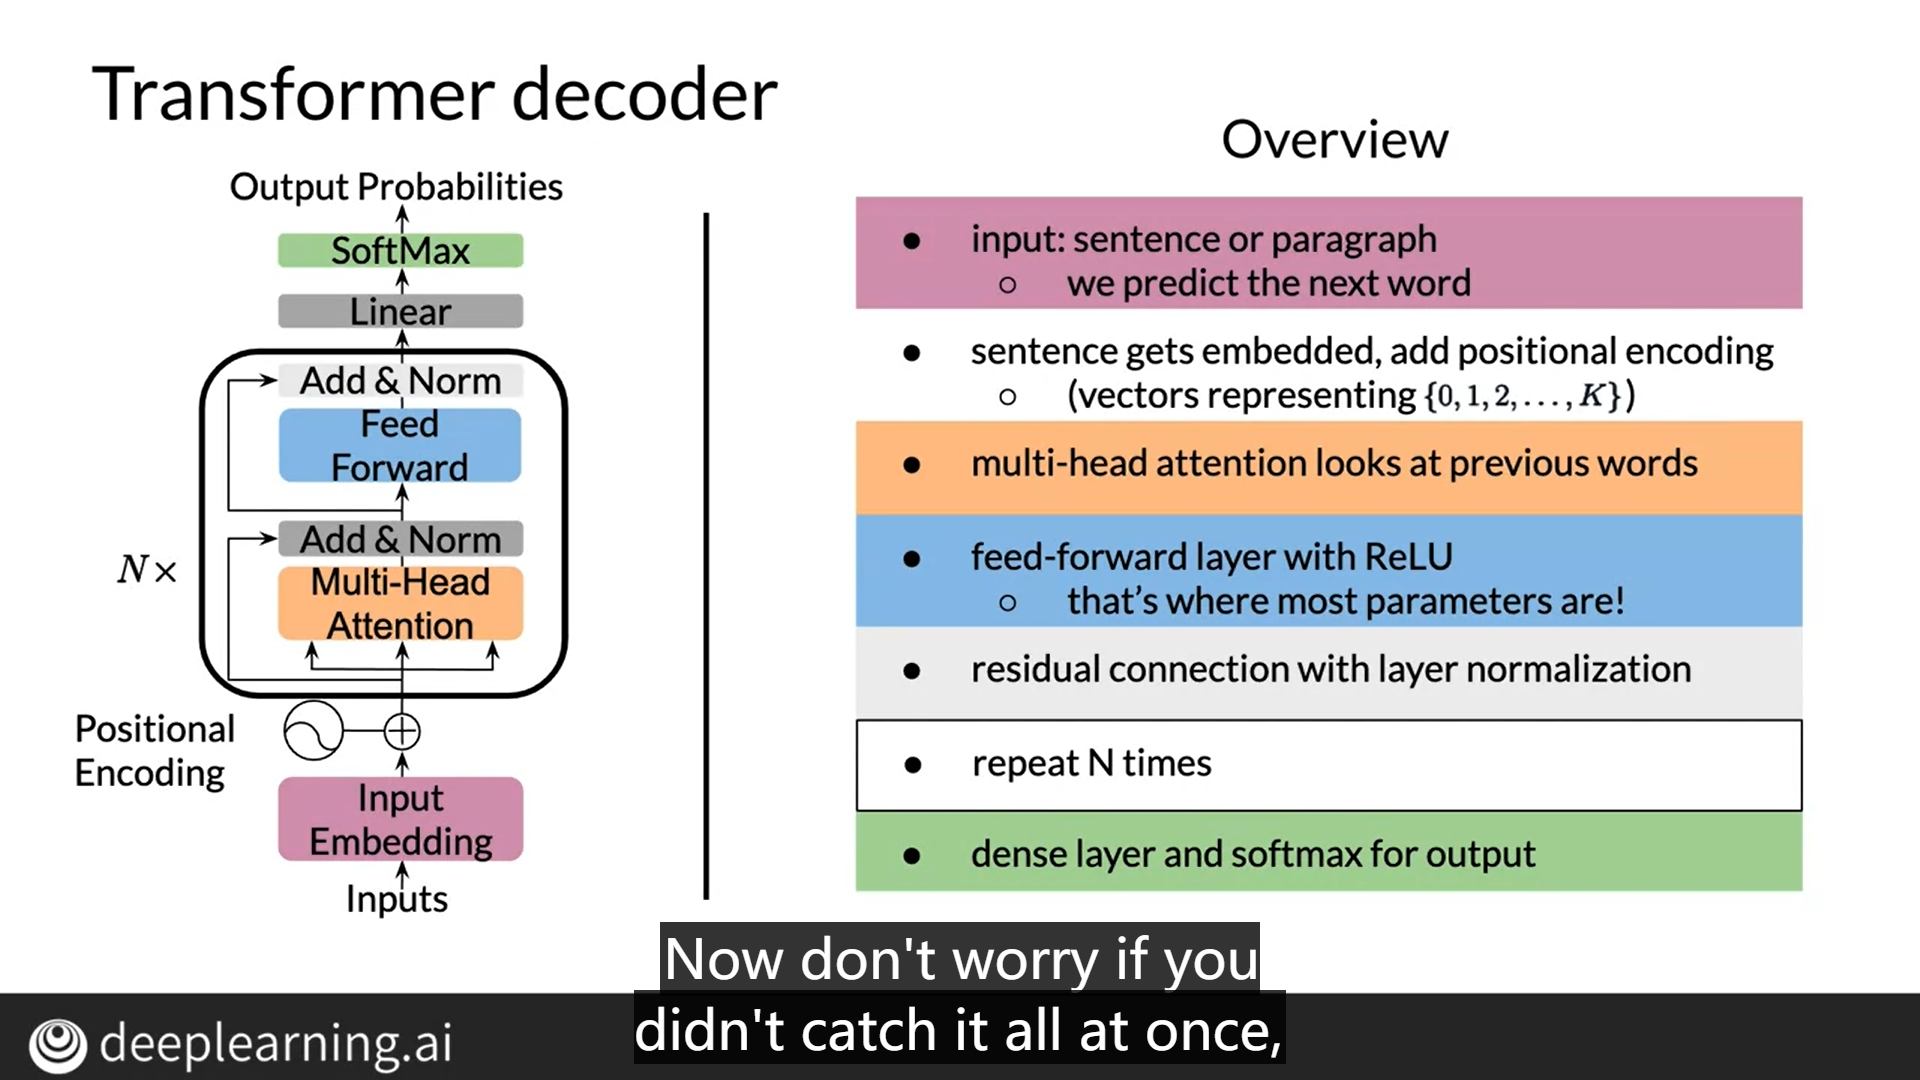 Transformer decoder
Output Probabilities
SoftMax
Linear
Add & Norm
Feed
Forward
Add & Norm
N×
Multi-Head
Attention
Positional
Encoding
Input
Embedding
Inputs
Overview
● input: sentence or paragraph
○ we predict the next word
● sentence gets embedded, add positional encoding
○ (vectors representing {0, 1, 2, ..., K})
● multi-head attention looks at previous words
● feed-forward layer with ReLU
○ that's where most parameters are!
● residual connection with layer normalization
● repeat N times
● dense layer and softmax for output
Now don't worry if you
didn't catch it all at once,
deeplearning.ai